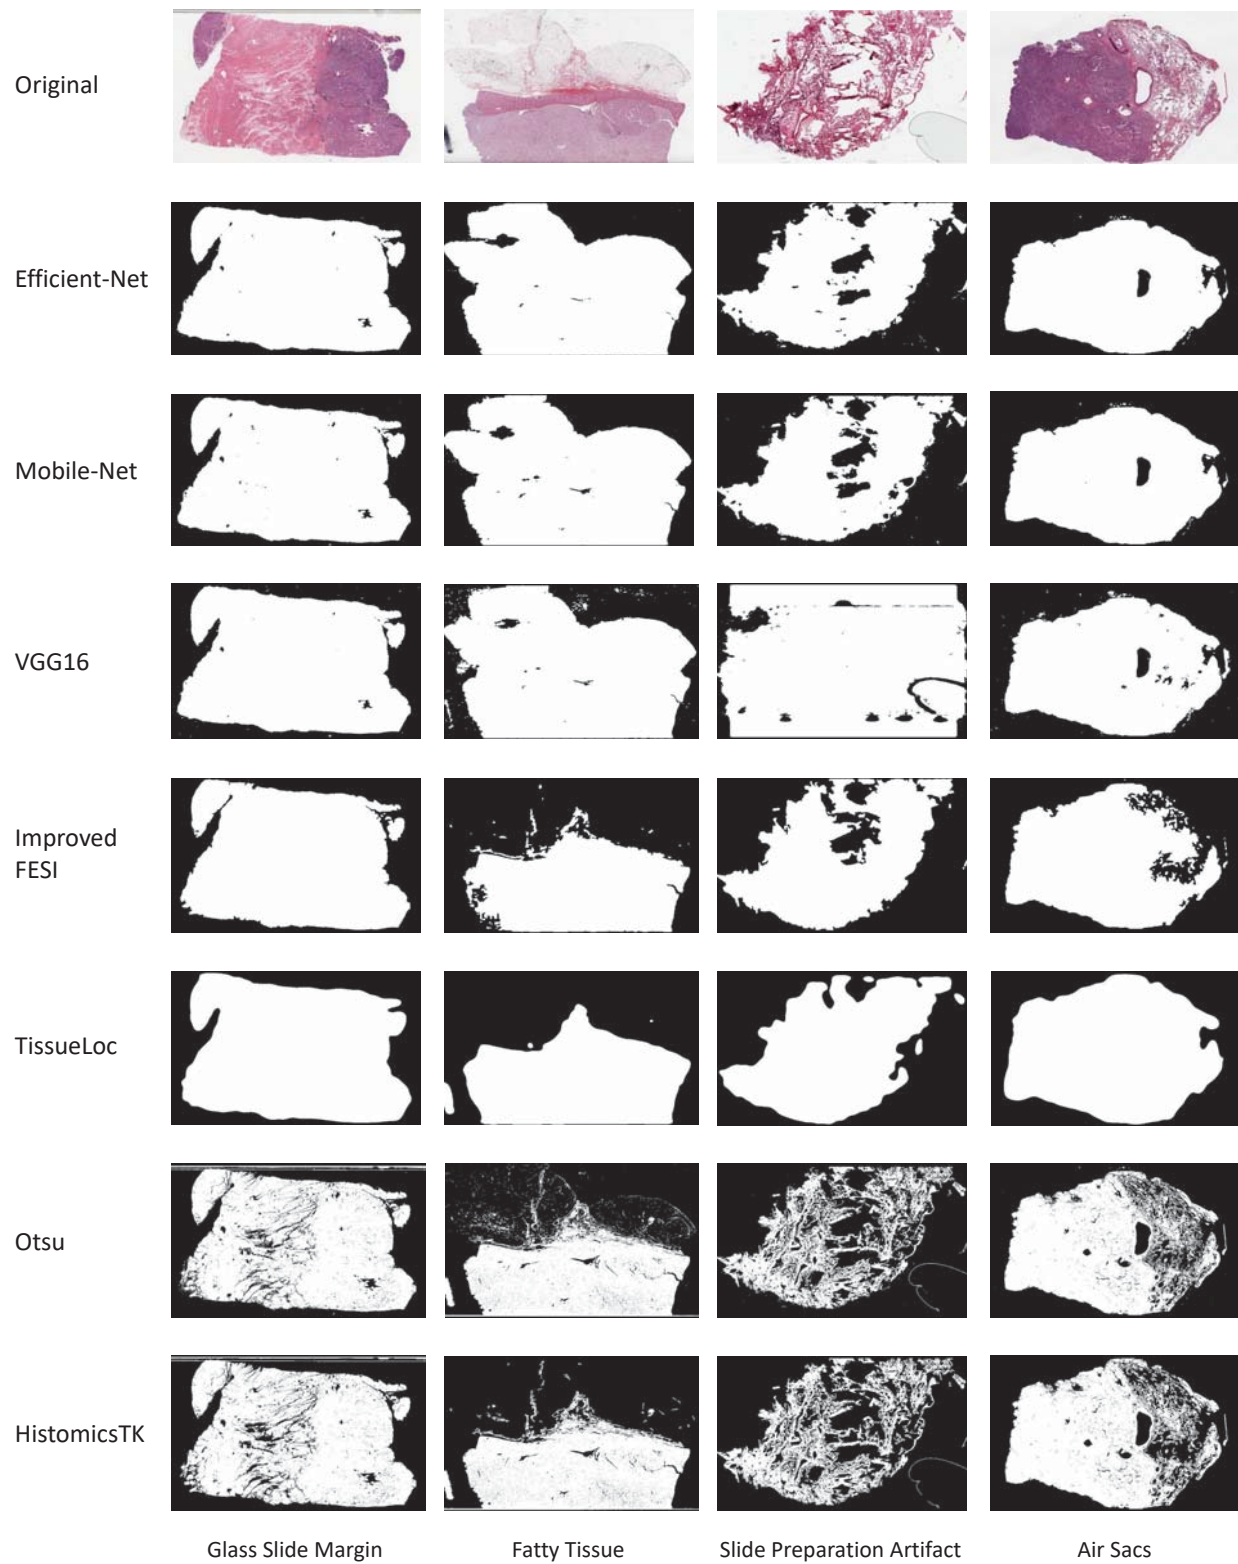 Original
Efficient-Net
Mobile-Net
VGG16
Improved
FESI
TissueLoc
Otsu
HistomicsTK
Glass Slide Margin
Fatty Tissue
Slide Preparation Artifact
Air Sacs